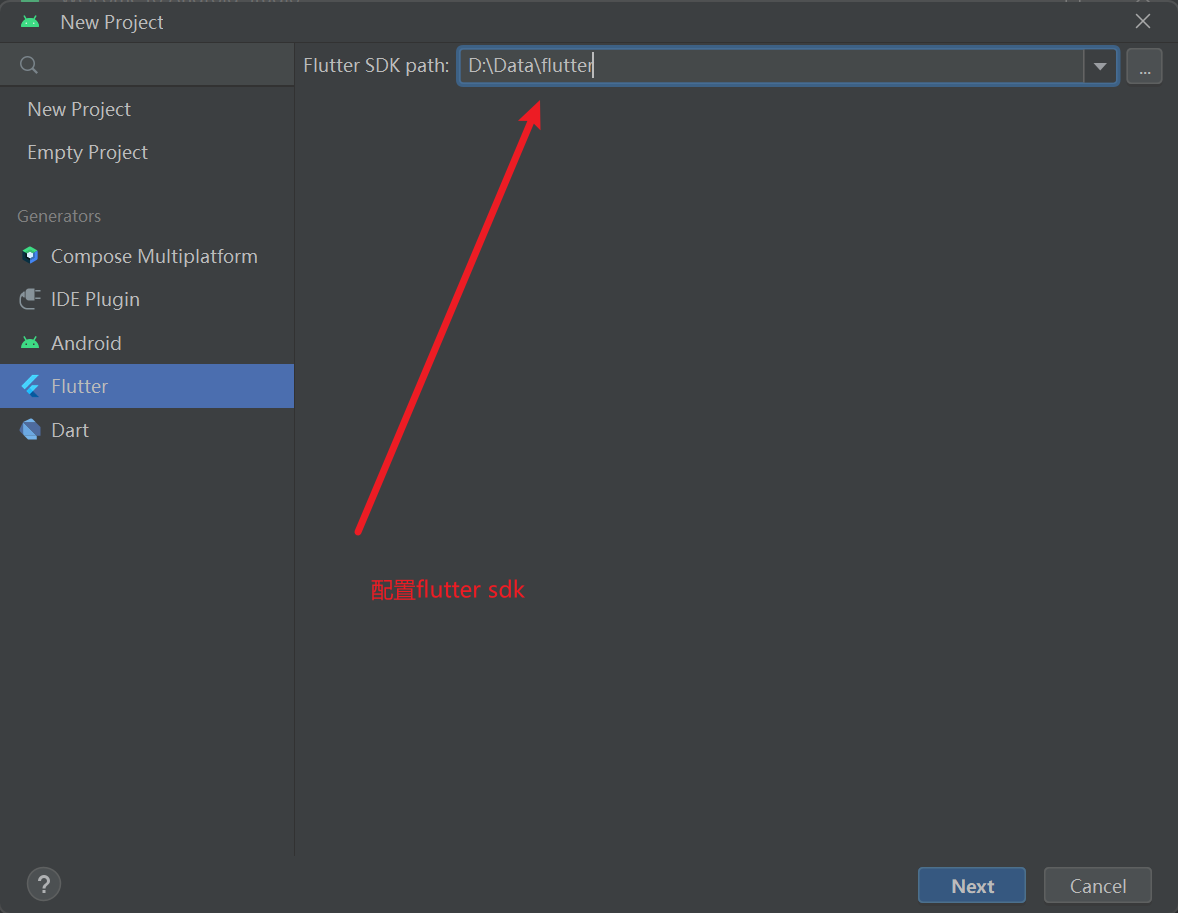 New Project
Flutter SDK path: D:\Data\flutter ...
New Project
Empty Project
Generators
Compose Multiplatform
IDE Plugin
Android
Flutter
Dart
配置flutter sdk
? Next Cancel